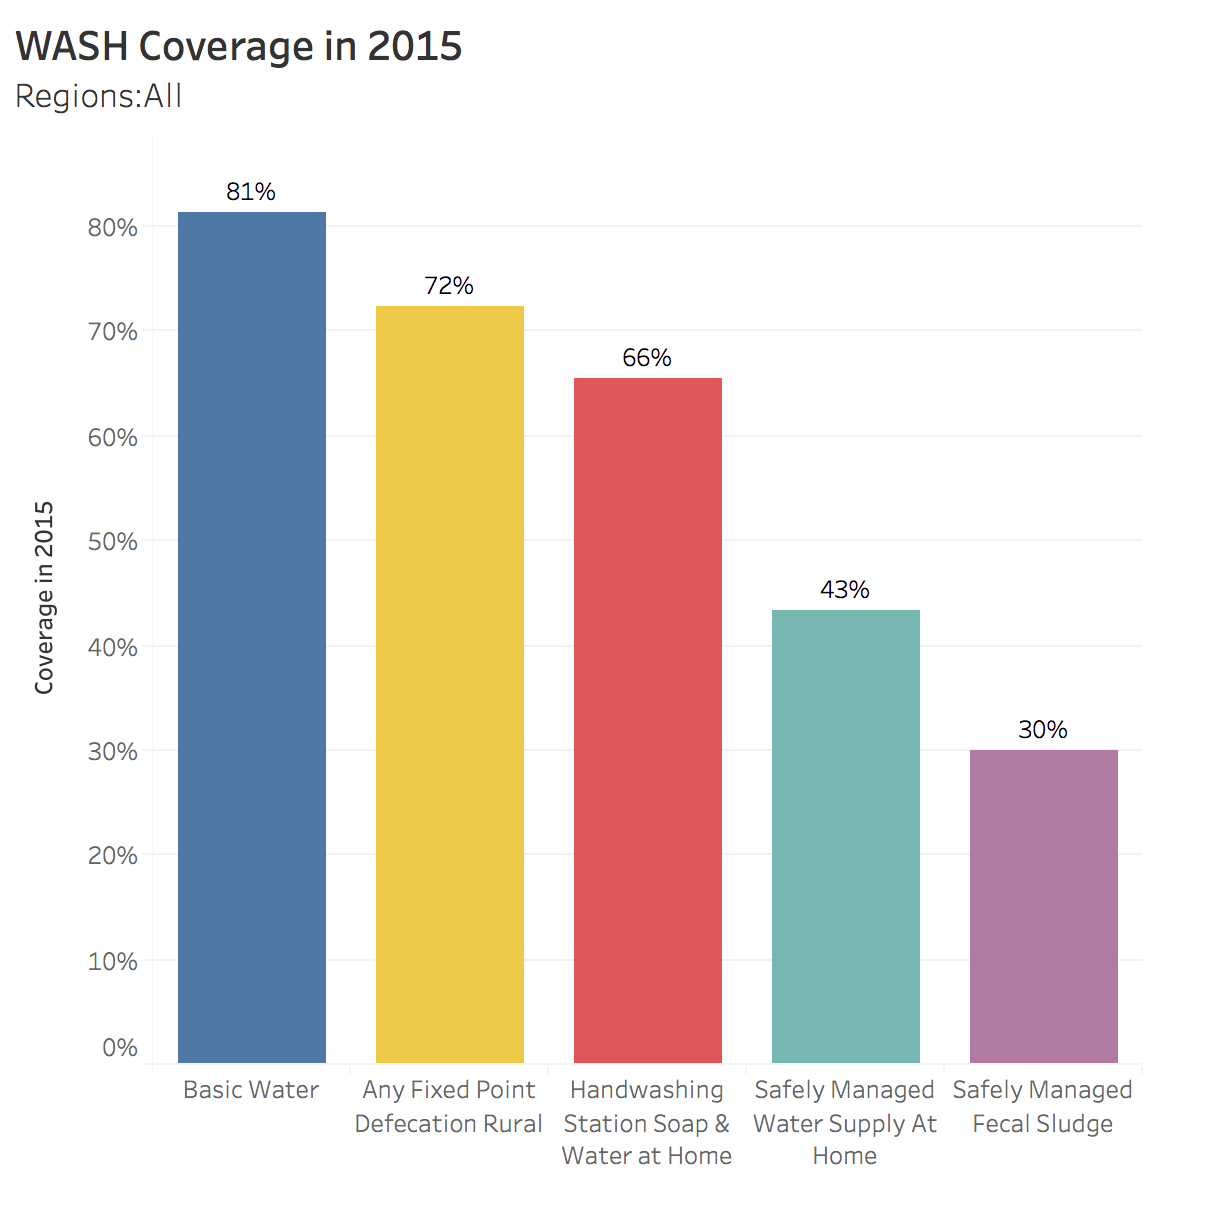 WASH Coverage in 2015
Regions:All
81%
80%
72%
70%
66%
60%
50%
43%
40%
30%
30%
20%
10%
0%
Coverage in 2015
Basic Water
Any Fixed Point
Defecation Rural
Handwashing
Station Soap &
Water at Home
Safely Managed
Water Supply At
Home
Safely Managed
Fecal Sludge